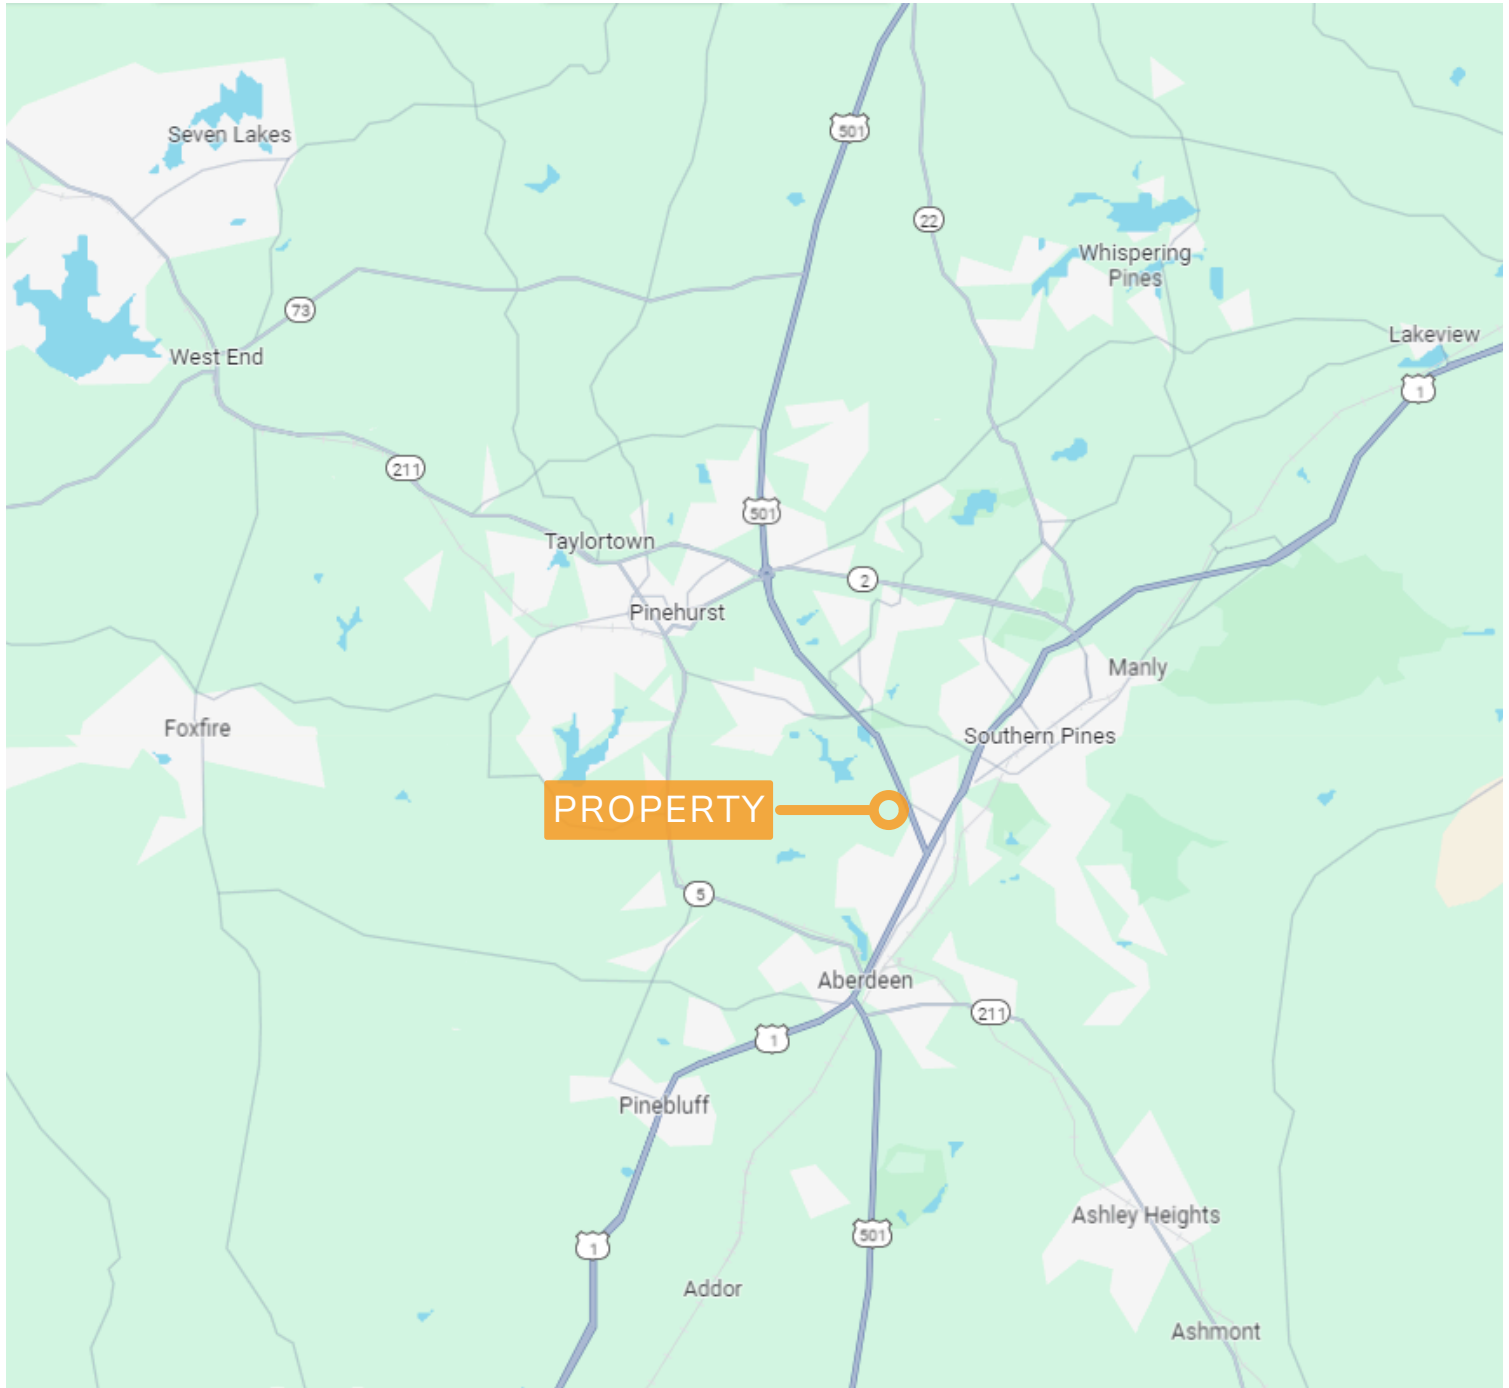 501
Seven Lakes
22
Whispering
Pines
73
Lakeview
West End
1
211
501
Taylortown
2
Pinehurst
Manly
Foxfire
Southern Pines
PROPERTY
5
Aberdeen
211
1
Pinebluff
Ashley Heights
501
1
Addor
Ashmont